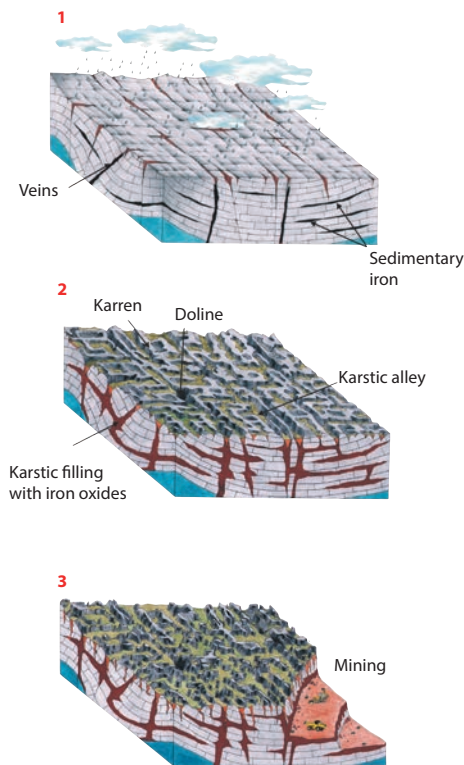 1
Veins
Sedimentary
iron
2
Karren
Doline
Karstic alley
Karstic filling
with iron oxides
3
Mining